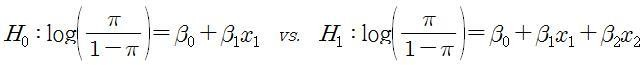 H₀ : log(π / (1 − π)) = β₀ + β₁x₁ vs. H₁ : log(π / (1 − π)) = β₀ + β₁x₁ + β₂x₂